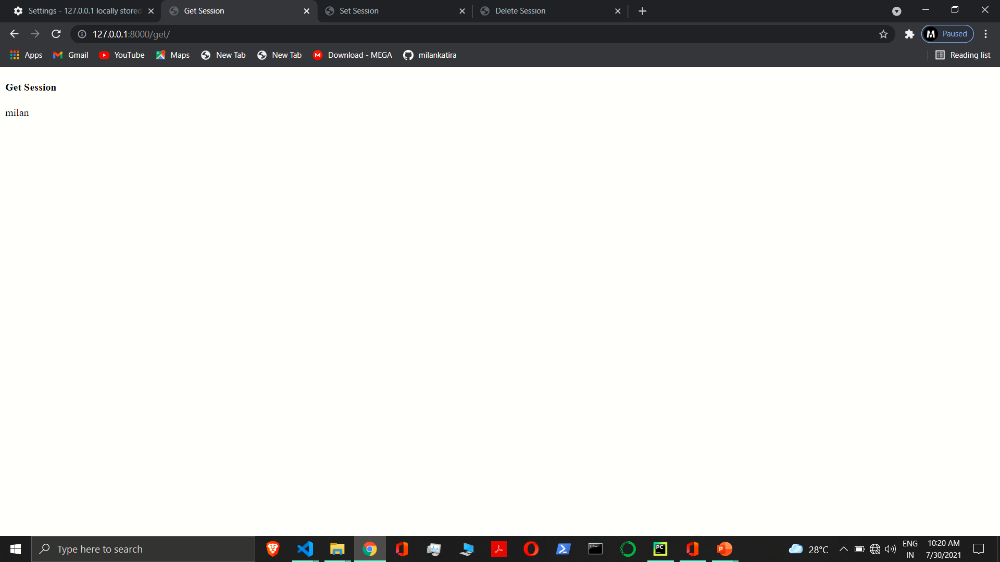 Settings - 127.0.0.1 locally stored
Get Session
Set Session
Delete Session
127.0.0.1:8000/get/
Paused
Apps
Gmail
YouTube
Maps
New Tab
New Tab
Download - MEGA
milankatira
Reading list
Get Session
milan
Type here to search
PC
P
28°C
ENG
IN
10:20 AM
7/30/2021